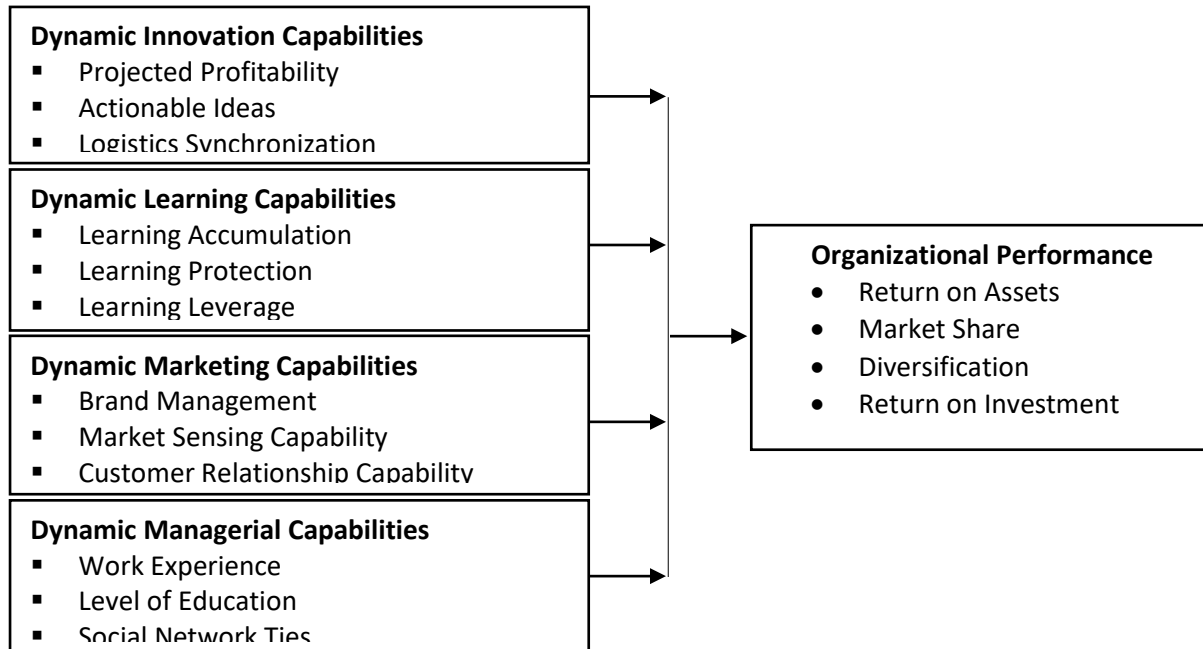 Dynamic Innovation Capabilities
▪ Projected Profitability
▪ Actionable Ideas
▪ Logistics Synchronization
Dynamic Learning Capabilities
▪ Learning Accumulation
▪ Learning Protection
▪ Learning Leverage
Dynamic Marketing Capabilities
▪ Brand Management
▪ Market Sensing Capability
▪ Customer Relationship Capability
Dynamic Managerial Capabilities
▪ Work Experience
▪ Level of Education
▪ Social Network Ties
Organizational Performance
• Return on Assets
• Market Share
• Diversification
• Return on Investment